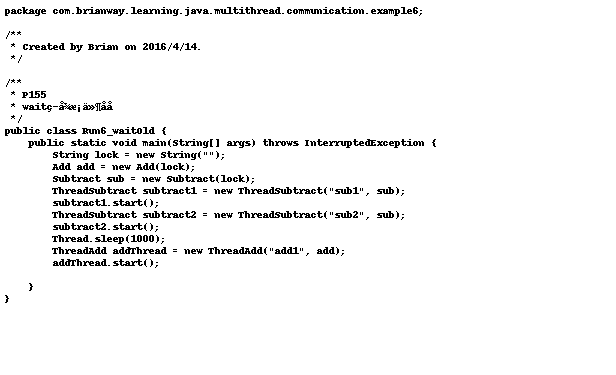 package com.brianway.learning.java.multithread.communication.example6;
/**
 * Created by Brian on 2016/4/14.
 */
/**
 * P155
 * wait
 */
public class Run6_waitOld {
    public static void main(String[] args) throws InterruptedException {
        String lock = new String("");
        Add add = new Add(lock);
        Subtract sub = new Subtract(lock);
        ThreadSubtract subtract1 = new ThreadSubtract("sub1", sub);
        subtract1.start();
        ThreadSubtract subtract2 = new ThreadSubtract("sub2", sub);
        subtract2.start();
        Thread.sleep(1000);
        ThreadAdd addThread = new ThreadAdd("add1", add);
        addThread.start();
    }
}